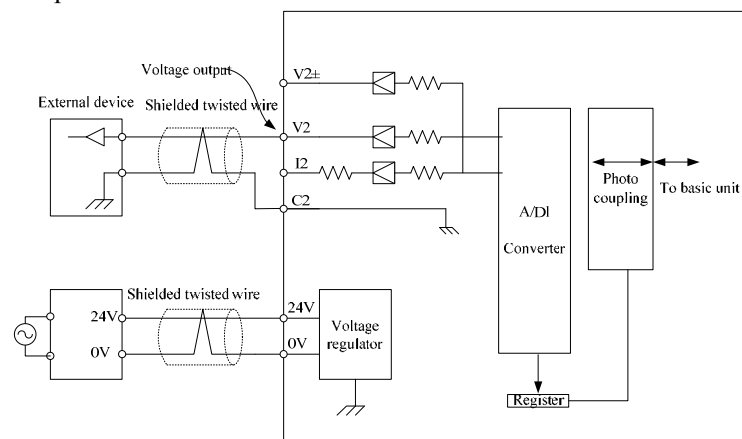 V2±
Voltage output
External device
Shielded twisted wire
V2
I2
C2
A/Dl
Converter
Photo
coupling
To basic unit
Shielded twisted wire
24V
24V
Voltage
regulator
0V
0V
Register